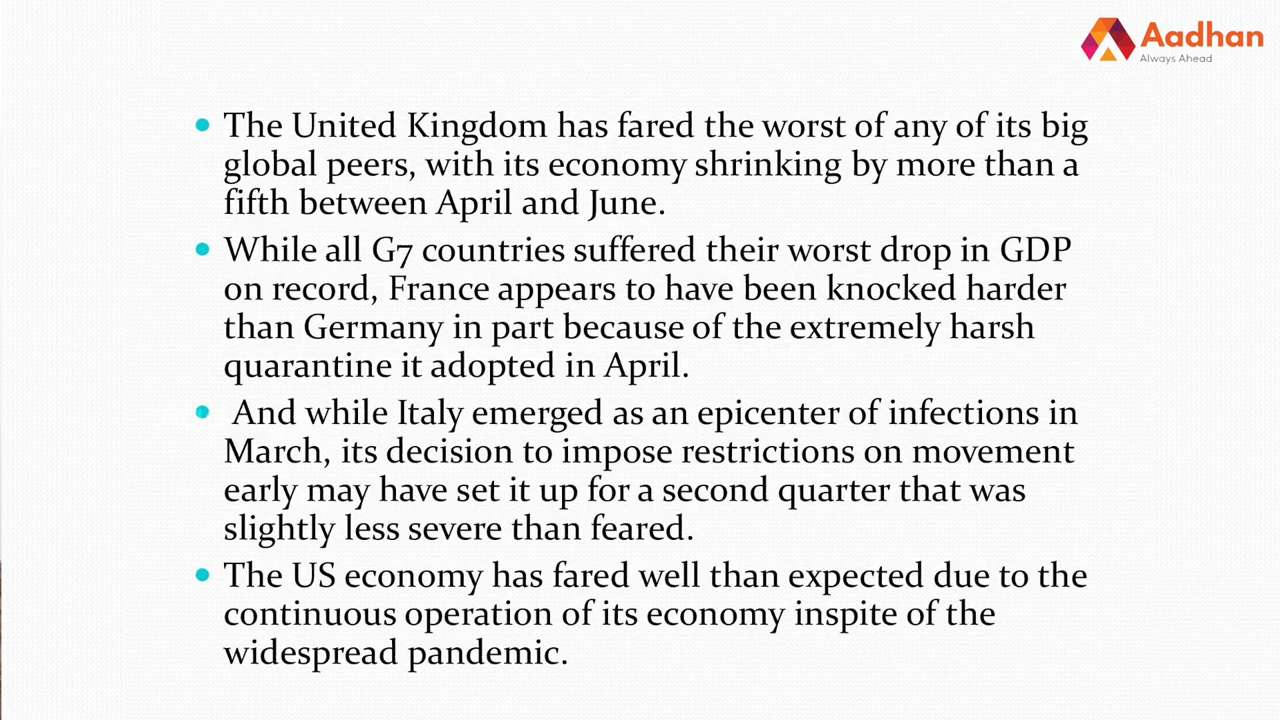 Aadhan
Always Ahead
The United Kingdom has fared the worst of any of its big
global peers, with its economy shrinking by more than a
fifth between April and June.
While all G7 countries suffered their worst drop in GDP
on record, France appears to have been knocked harder
than Germany in part because of the extremely harsh
quarantine it adopted in April.
And while Italy emerged as an epicenter of infections in
March, its decision to impose restrictions on movement
early may have set it up for a second quarter that was
slightly less severe than feared.
The US economy has fared well than expected due to the
continuous operation of its economy inspite of the
widespread pandemic.